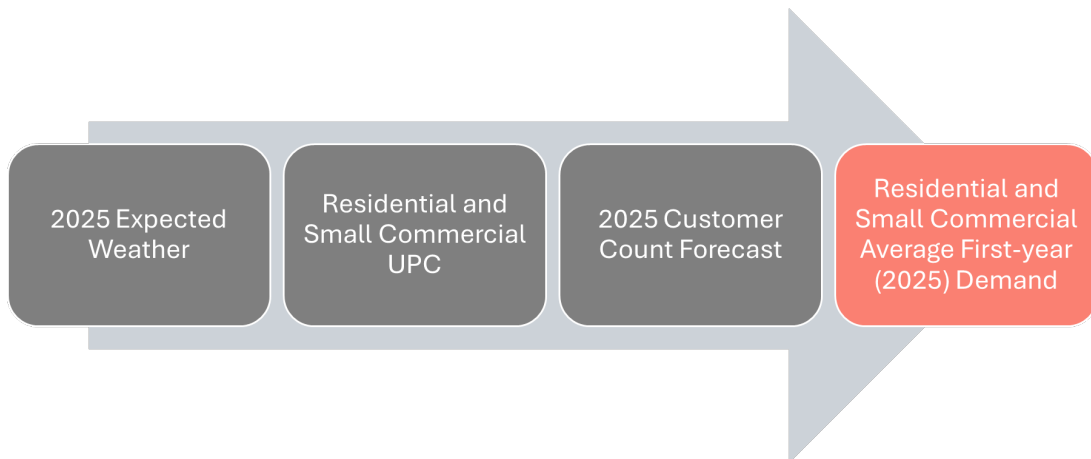 2025 Expected
Weather
Residential and
Small Commercial
UPC
2025 Customer
Count Forecast
Residential and
Small Commercial
Average First-year
(2025) Demand